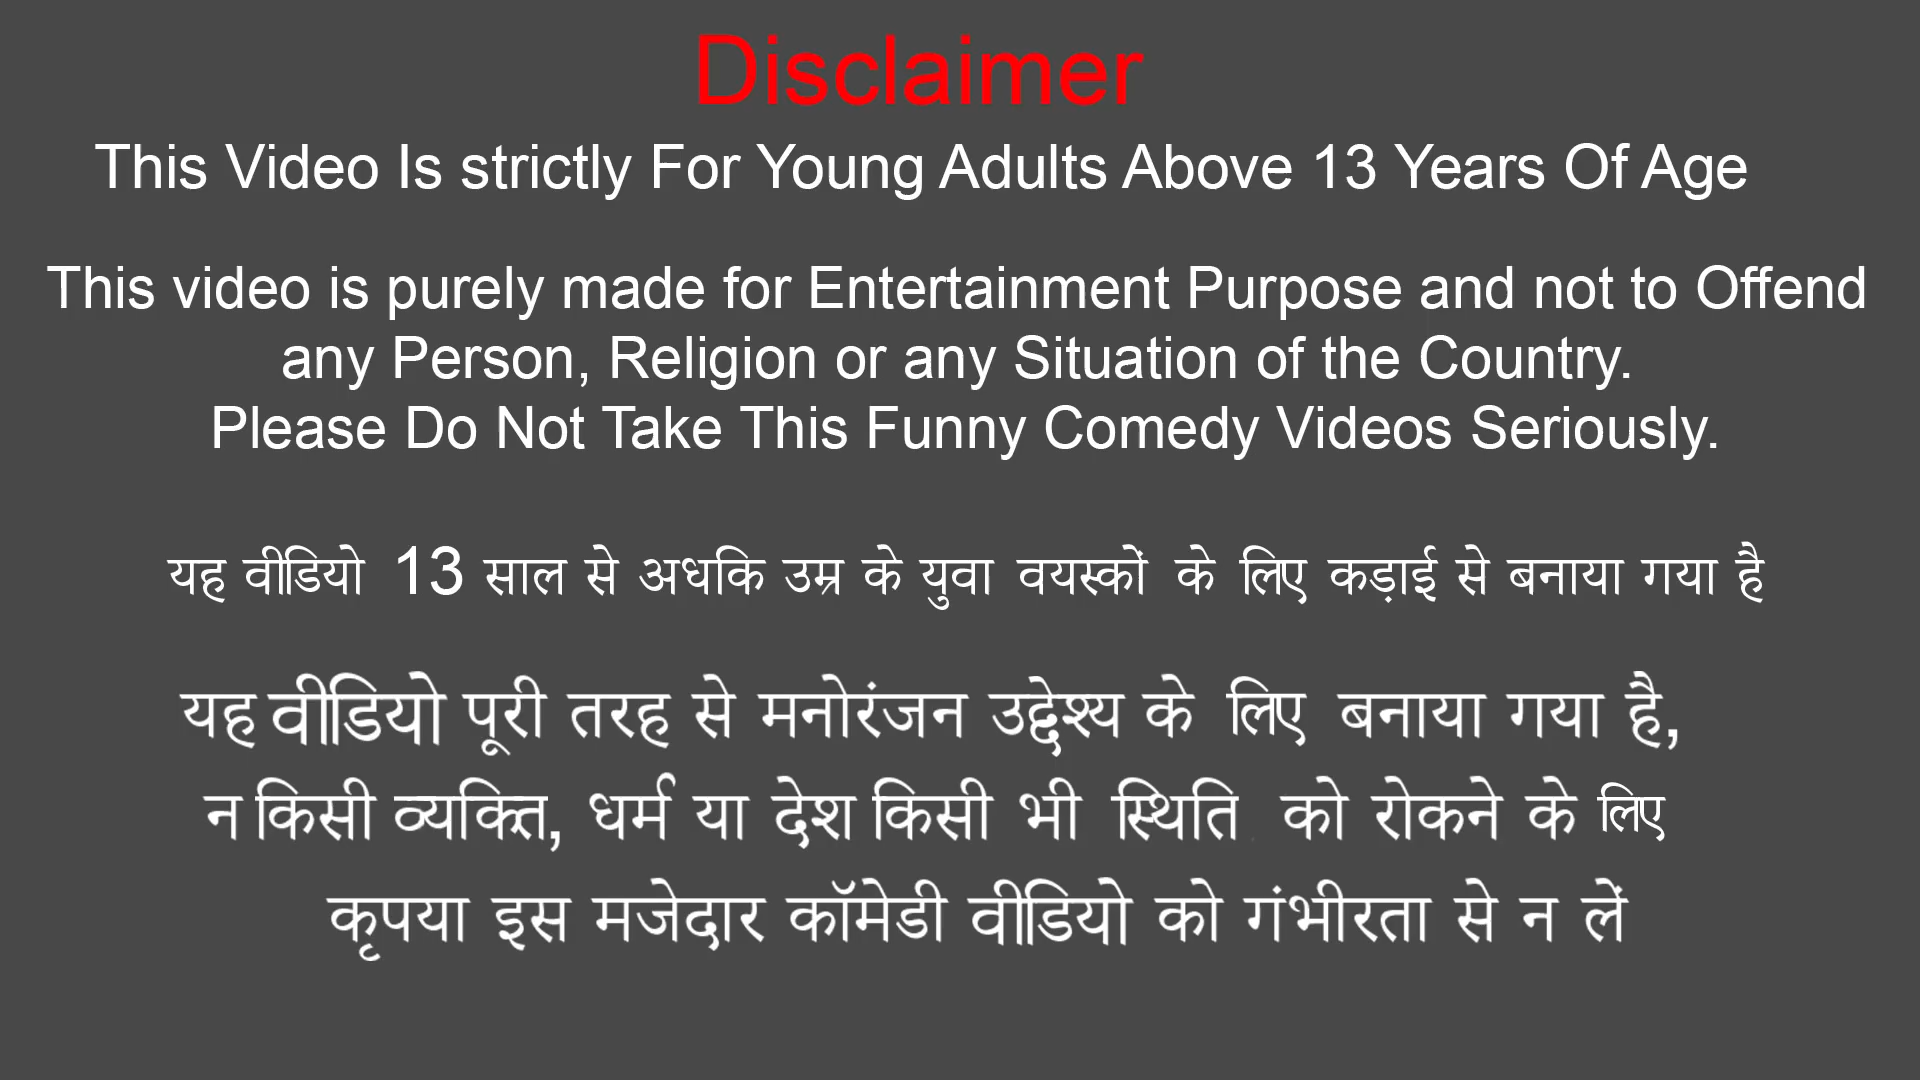 Disclaimer
This Video Is strictly For Young Adults Above 13 Years Of Age
This video is purely made for Entertainment Purpose and not to Offend
any Person, Religion or any Situation of the Country.
Please Do Not Take This Funny Comedy Videos Seriously.
यह वीडियो 13 साल से अधकि उम्र के युवा वयस्कों के लिए कड़ाई से बनाया गया है
यह वीडियो पूरी तरह से मनोरंजन उद्देश्य के लिए बनाया गया है,
न किसी व्यक्ति, धर्म या देश किसी भी स्थिति को रोकने के लिए
कृपया इस मजेदार कॉमेडी वीडियो को गंभीरता से न लें